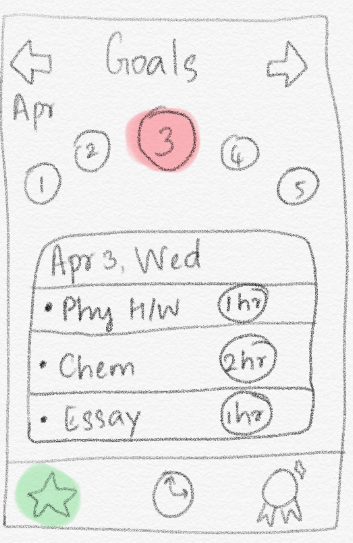 Goals
Apr
1 2 3 4 5
Apr 3, Wed
• Phy H/W 1hr
• Chem 2hr
• Essay 1hr